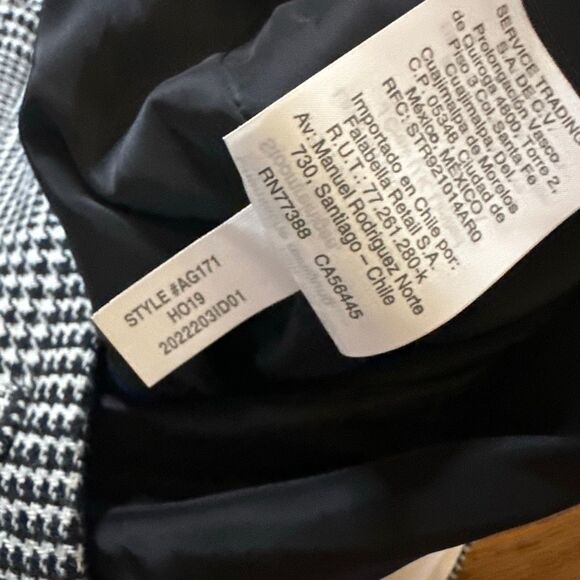 SERVICE TRADING
S.A. DE C.V.
Prolongación Vasco
de Quiroga 4800, Torre 2,
Piso 3 Col. Santa Fe
Cuajimalpa, Del.
Cuajimalpa de Morelos
C.P. 05348, Ciudad de
México, MÉXICO.
RFC: STR921014AR0
Importado en Chile por:
Falabella Retail S.A.
R.U.T.: 77.261.280-K
Av. Manuel Rodriguez Norte
730, Santiago – Chile
RN77388 CA56445
STYLE #AG171
HO19
2022203ID01